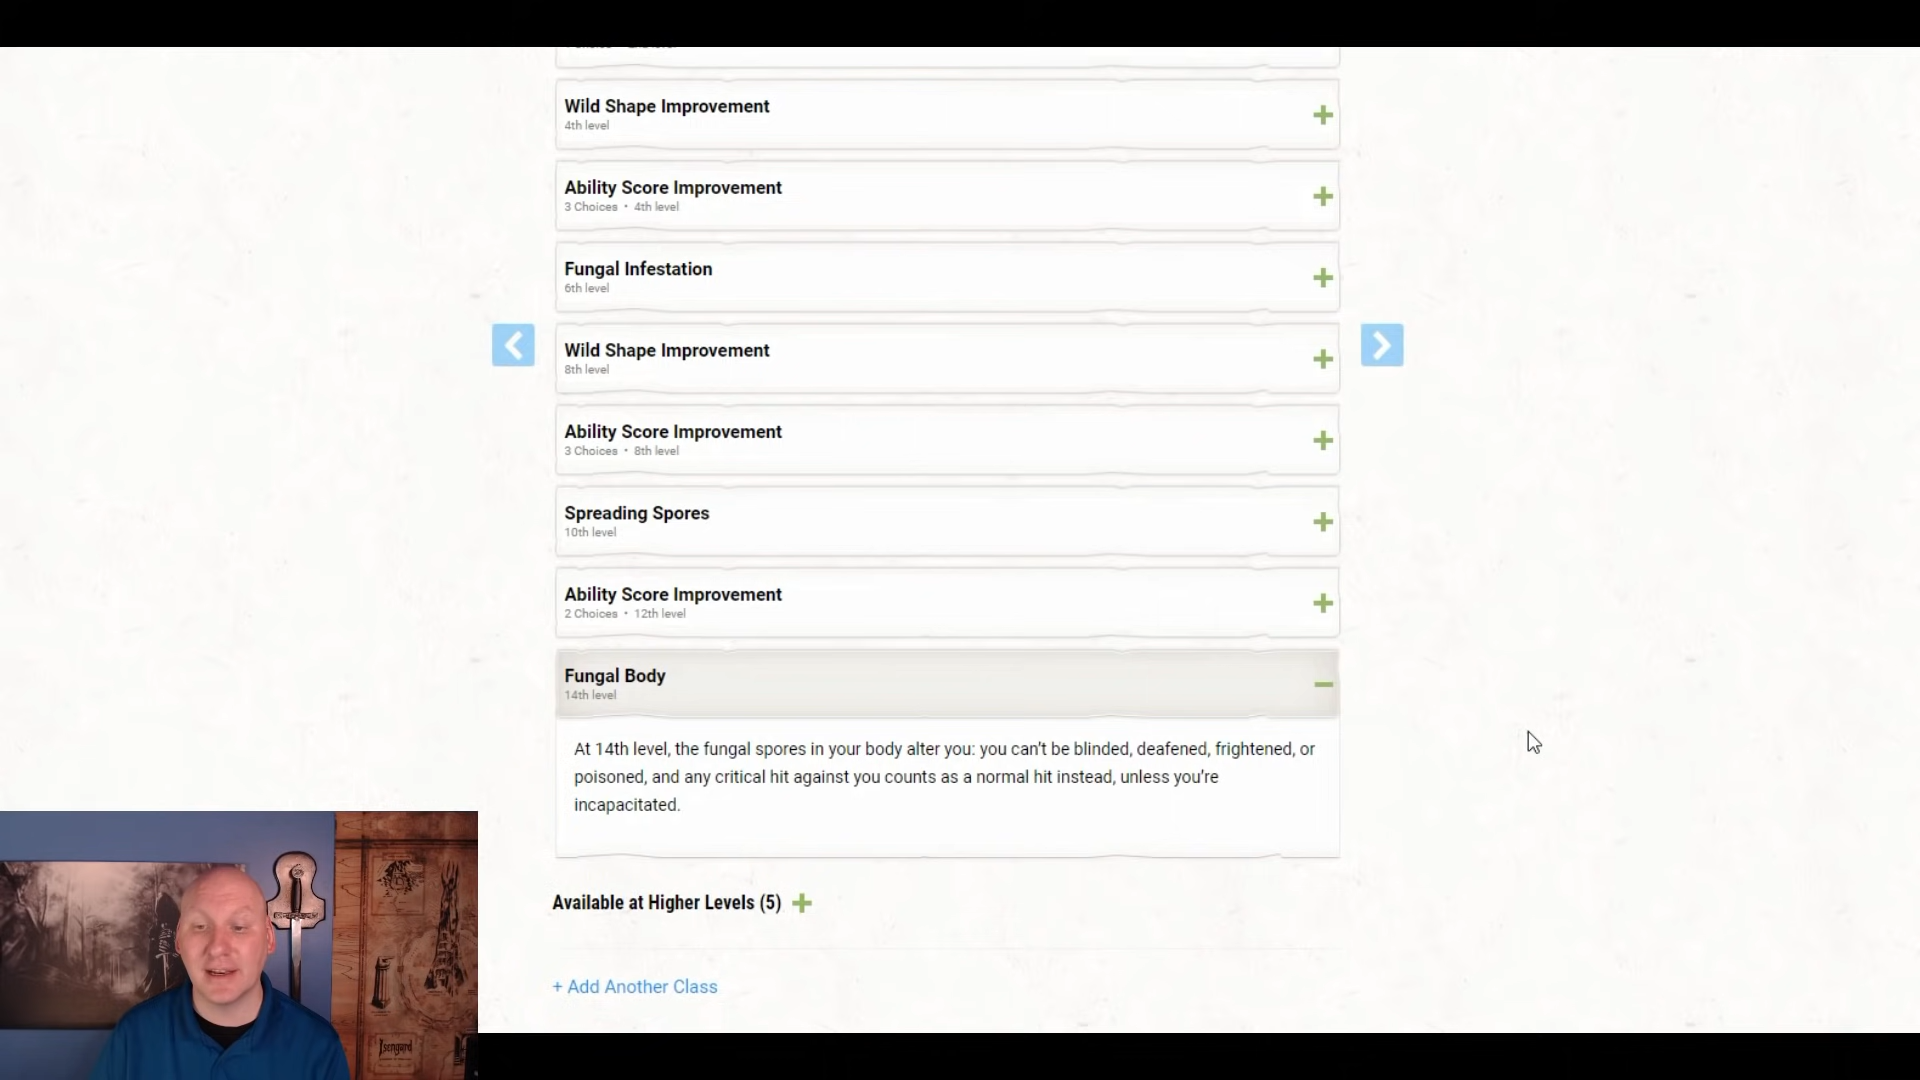 Wild Shape Improvement
4th level
Ability Score Improvement
3 Choices • 4th level
Fungal Infestation
6th level
Wild Shape Improvement
8th level
Ability Score Improvement
3 Choices • 8th level
Spreading Spores
10th level
Ability Score Improvement
2 Choices • 12th level
Fungal Body
14th level
At 14th level, the fungal spores in your body alter you: you can't be blinded, deafened, frightened, or
poisoned, and any critical hit against you counts as a normal hit instead, unless you’re
incapacitated.
Available at Higher Levels (5)
+ Add Another Class
Isengard